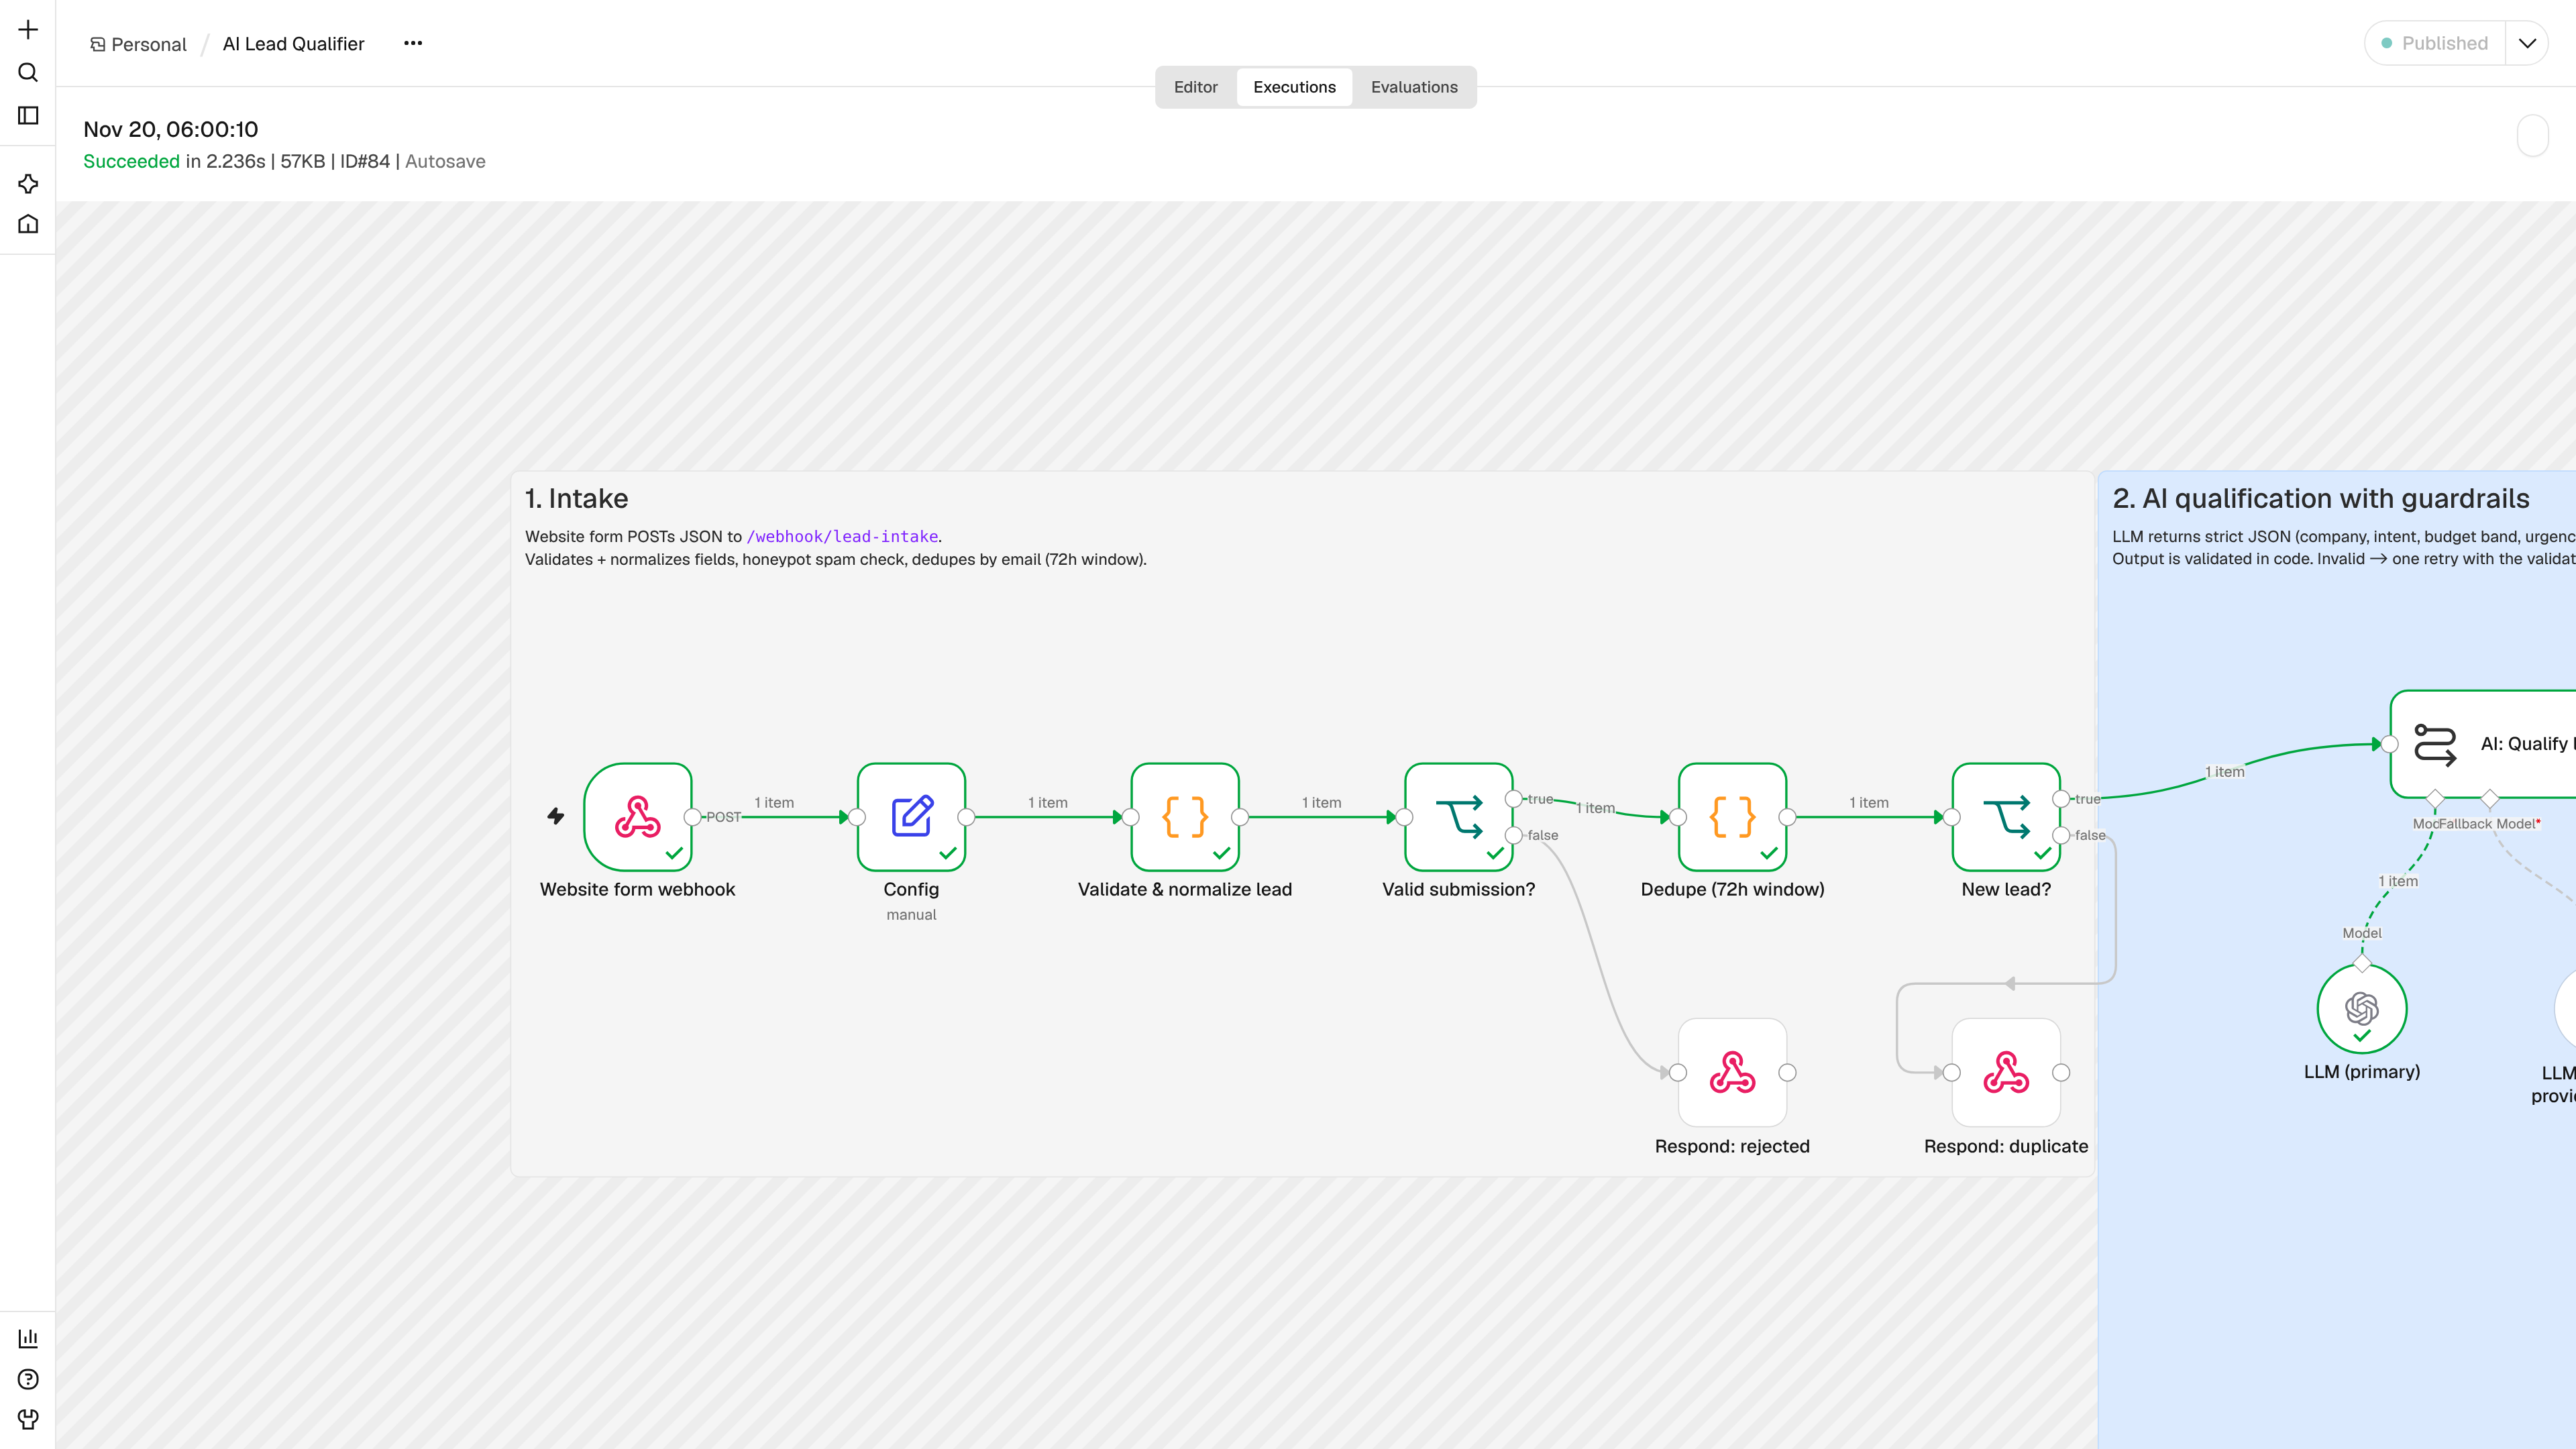 Personal / AI Lead Qualifier ...
Published
Editor Executions Evaluations
Nov 20, 06:00:10
Succeeded in 2.236s | 57KB | ID#84 | Autosave
1. Intake
Website form POSTs JSON to /webhook/lead-intake.
Validates + normalizes fields, honeypot spam check, dedupes by email (72h window).
2. AI qualification with guardrails
LLM returns strict JSON (company, intent, budget band, urgenc
Output is validated in code. Invalid → one retry with the validat
POST
1 item
1 item
1 item
true
false
1 item
1 item
true
false
1 item
AI: Qualify
Website form webhook
Config
manual
Validate & normalize lead
Valid submission?
Dedupe (72h window)
New lead?
Fallback Model*
1 item
Model
LLM (primary)
LLM
Respond: rejected
Respond: duplicate